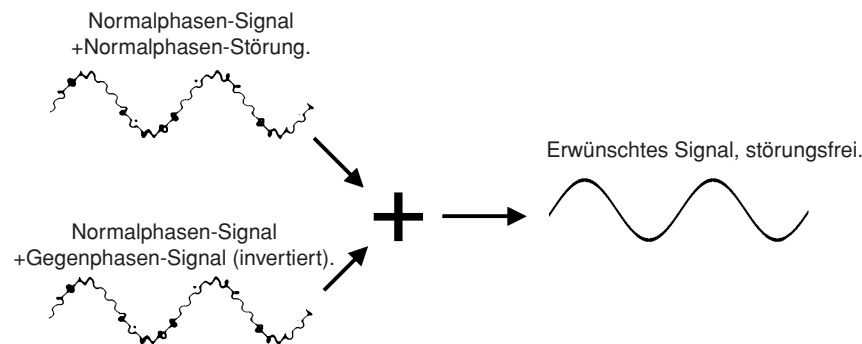 Normalphasen-Signal
+Normalphasen-Störung.
Erwünschtes Signal, störungsfrei.
Normalphasen-Signal
+Gegenphasen-Signal (invertiert).